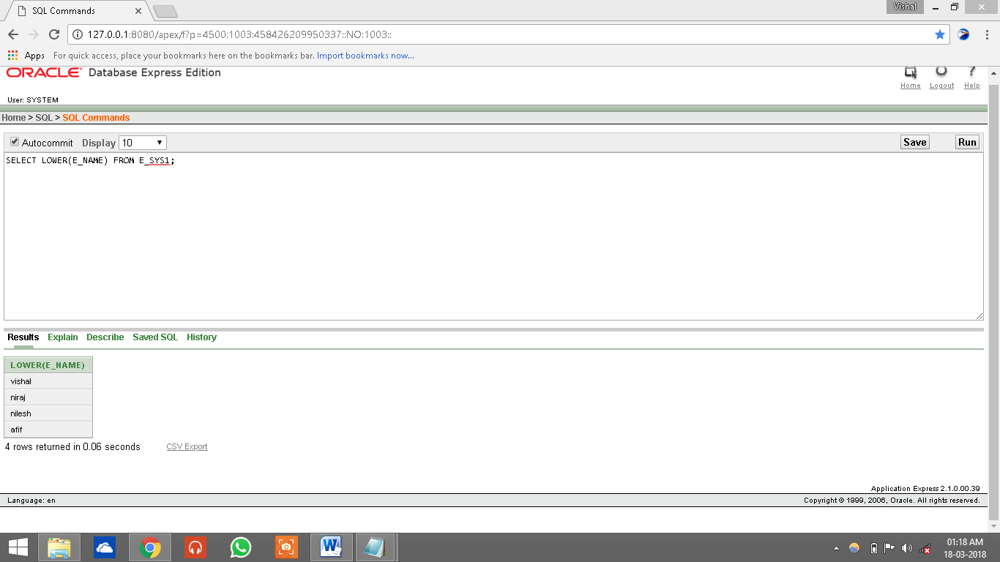 SQL Commands
Vishal
127.0.0.1:8080/apex/f?p=4500:1003:458426209950337::NO:1003::
Apps For quick access, place your bookmarks here on the bookmarks bar. Import bookmarks now...
ORACLE Database Express Edition
Home Logout Help
User: SYSTEM
Home > SQL > SQL Commands
Autocommit Display 10 Save Run
SELECT LOWER(E_NAME) FROM E_SYS1;
Results Explain Describe Saved SQL History
LOWER(E_NAME)
vishal
niraj
nilesh
afif
4 rows returned in 0.06 seconds CSV Export
Application Express 2.1.0.00.39
Language: en Copyright © 1999, 2006, Oracle. All rights reserved.
01:18 AM
18-03-2018